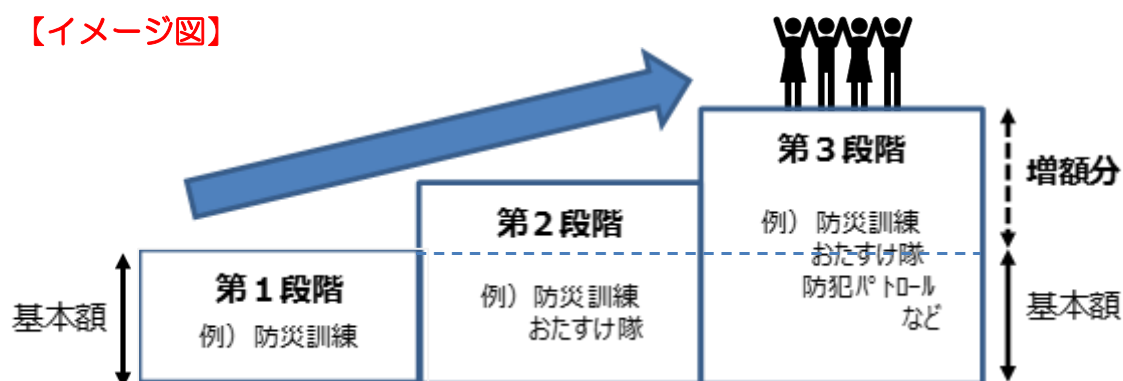 【イメージ図】
第３段階
例） 防災訓練
おたすけ隊
防犯パトロール
など
増額分
基本額
第２段階
例） 防災訓練
おたすけ隊
第１段階
例） 防災訓練
基本額